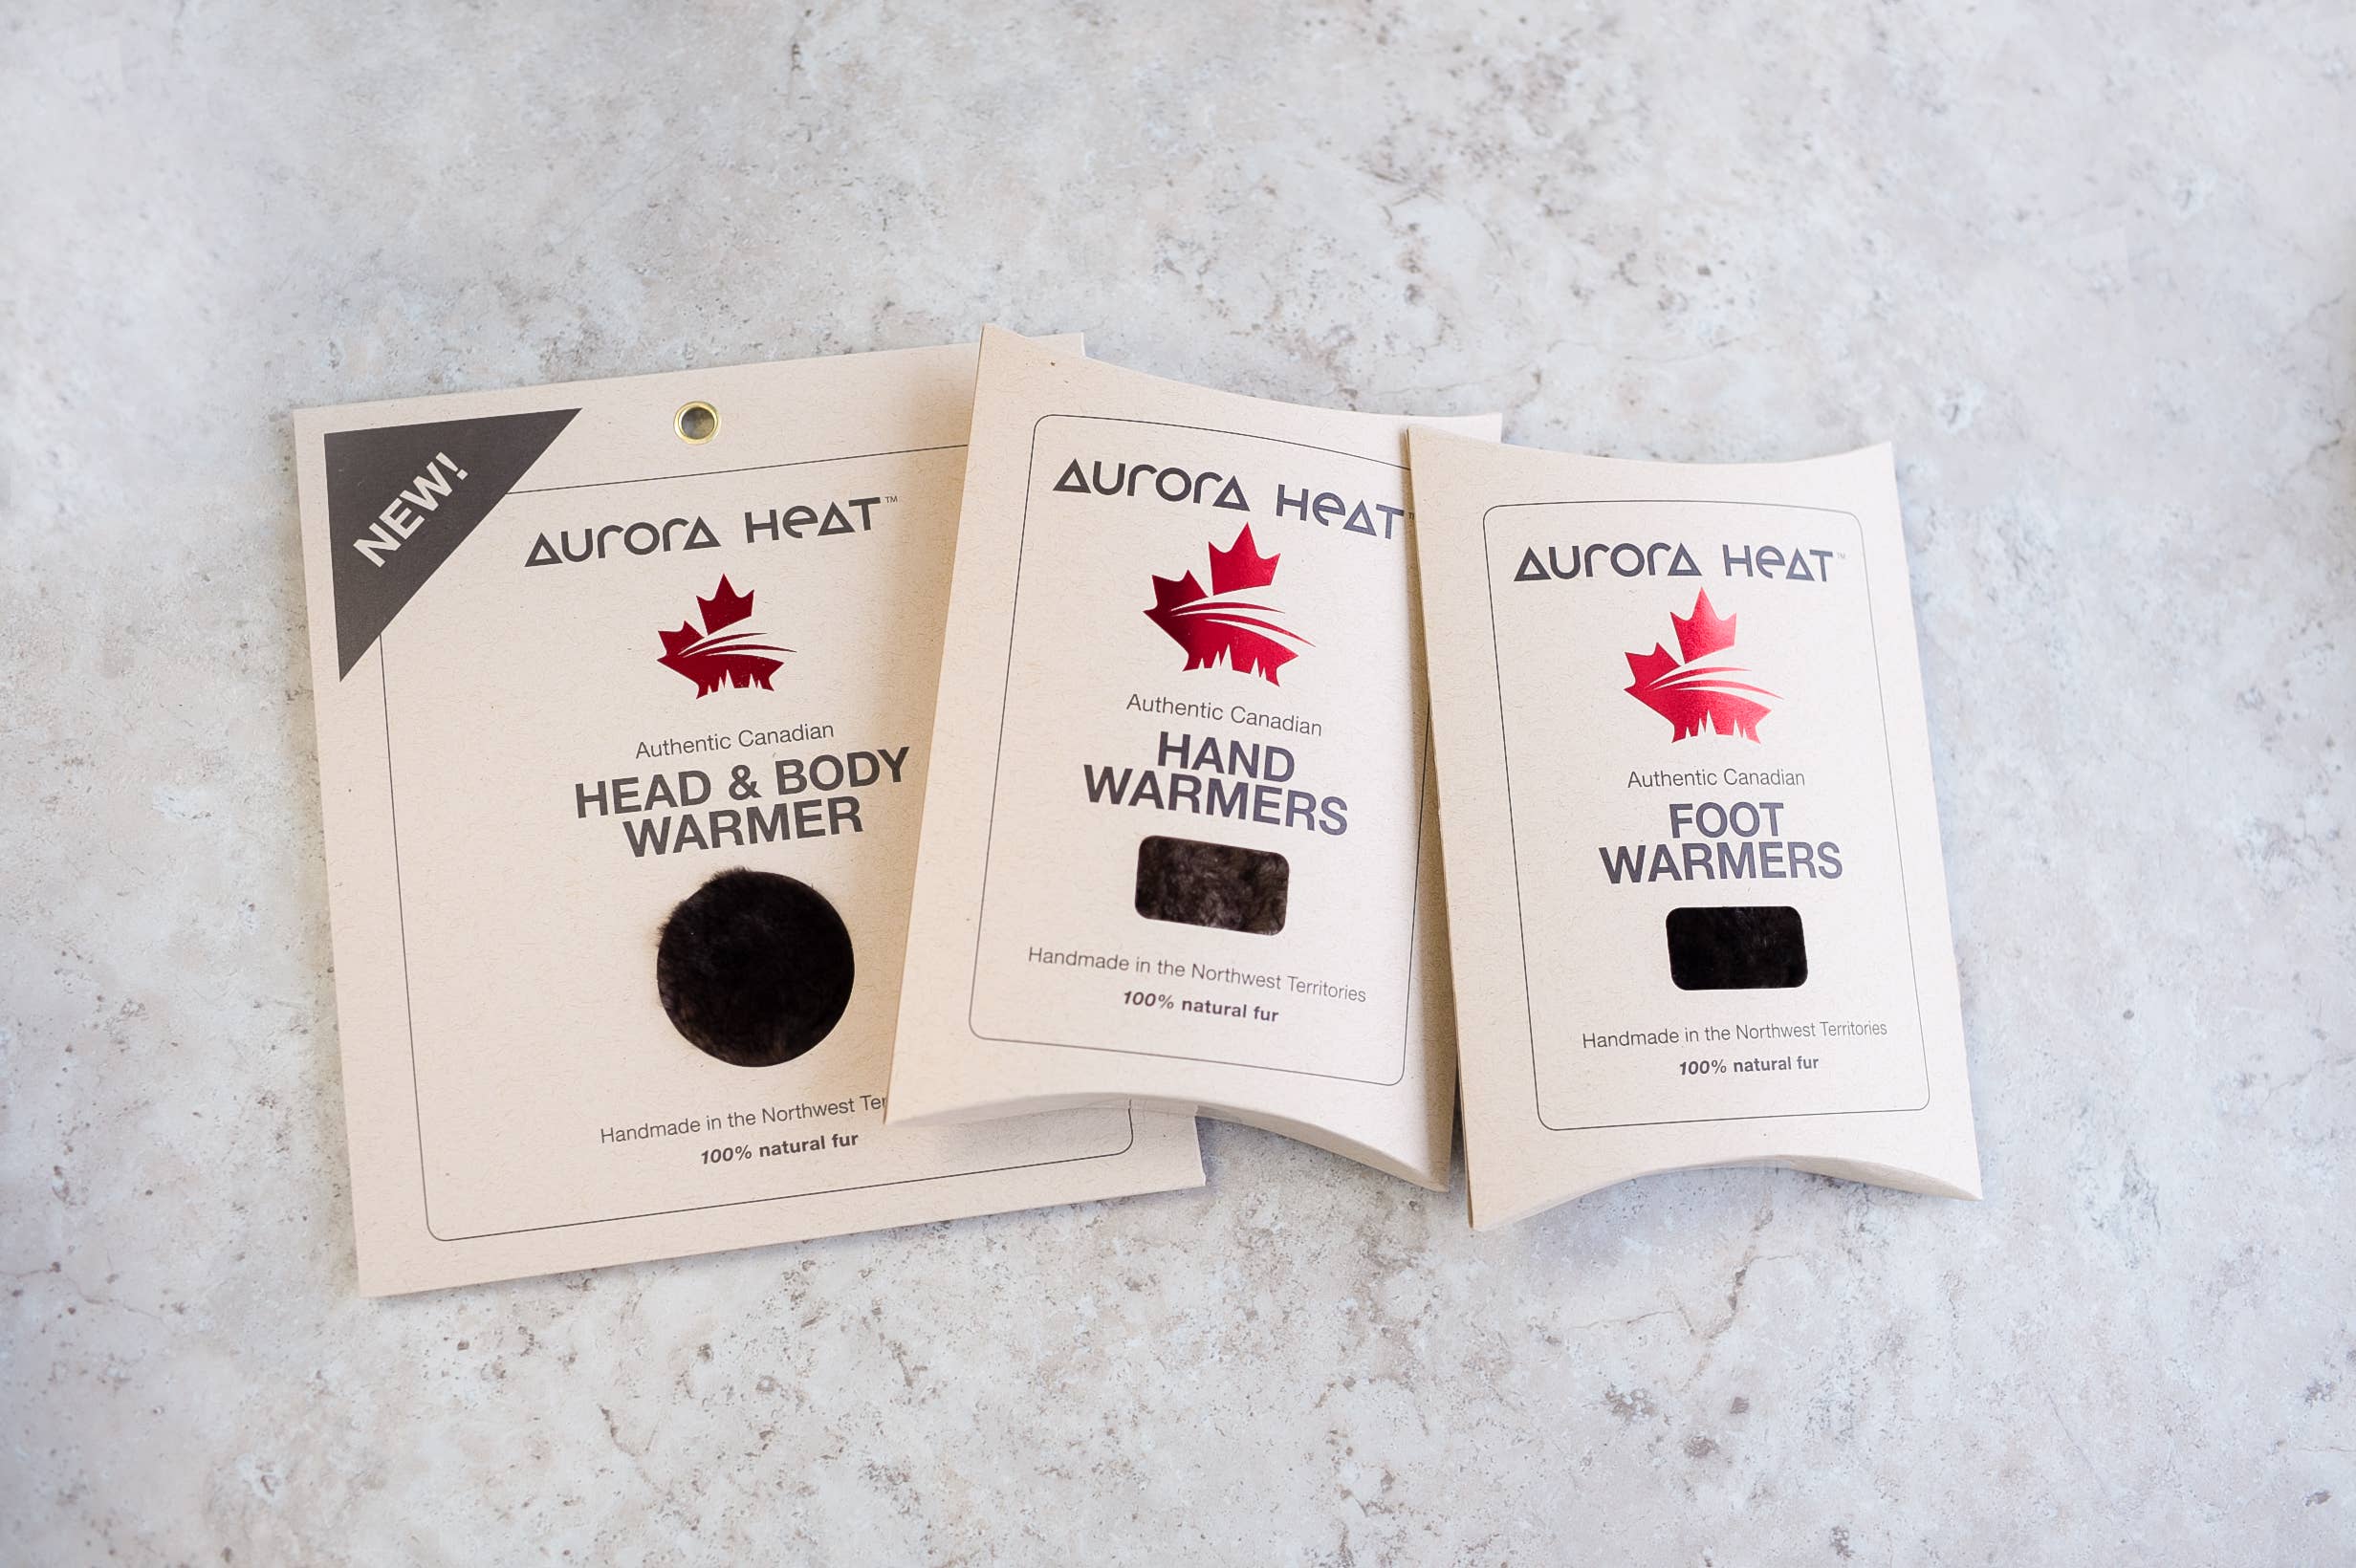 NEW!
AURORA HEAT™
Authentic Canadian
HEAD & BODY
WARMER
Handmade in the Northwest
100% natural fur
AURORA HEAT
Authentic Canadian
HAND
WARMERS
Handmade in the Northwest Territories
100% natural fur
AURORA HEAT™
Authentic Canadian
FOOT
WARMERS
Handmade in the Northwest Territories
100% natural fur